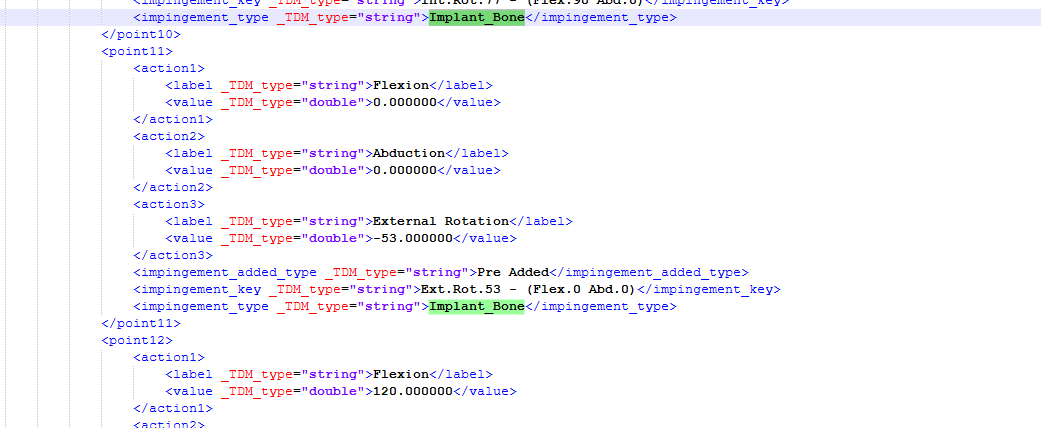 <impingement_key _TDM_type="string">Int.Rot.77 - (Flex.90 Abd.0)</impingement_key>
<impingement_type _TDM_type="string">Implant_Bone</impingement_type>
</point10>
<point11>
<action1>
<label _TDM_type="string">Flexion</label>
<value _TDM_type="double">0.000000</value>
</action1>
<action2>
<label _TDM_type="string">Abduction</label>
<value _TDM_type="double">0.000000</value>
</action2>
<action3>
<label _TDM_type="string">External Rotation</label>
<value _TDM_type="double">-53.000000</value>
</action3>
<impingement_added_type _TDM_type="string">Pre Added</impingement_added_type>
<impingement_key _TDM_type="string">Ext.Rot.53 - (Flex.0 Abd.0)</impingement_key>
<impingement_type _TDM_type="string">Implant_Bone</impingement_type>
</point11>
<point12>
<action1>
<label _TDM_type="string">Flexion</label>
<value _TDM_type="double">120.000000</value>
</action1>
<action2>